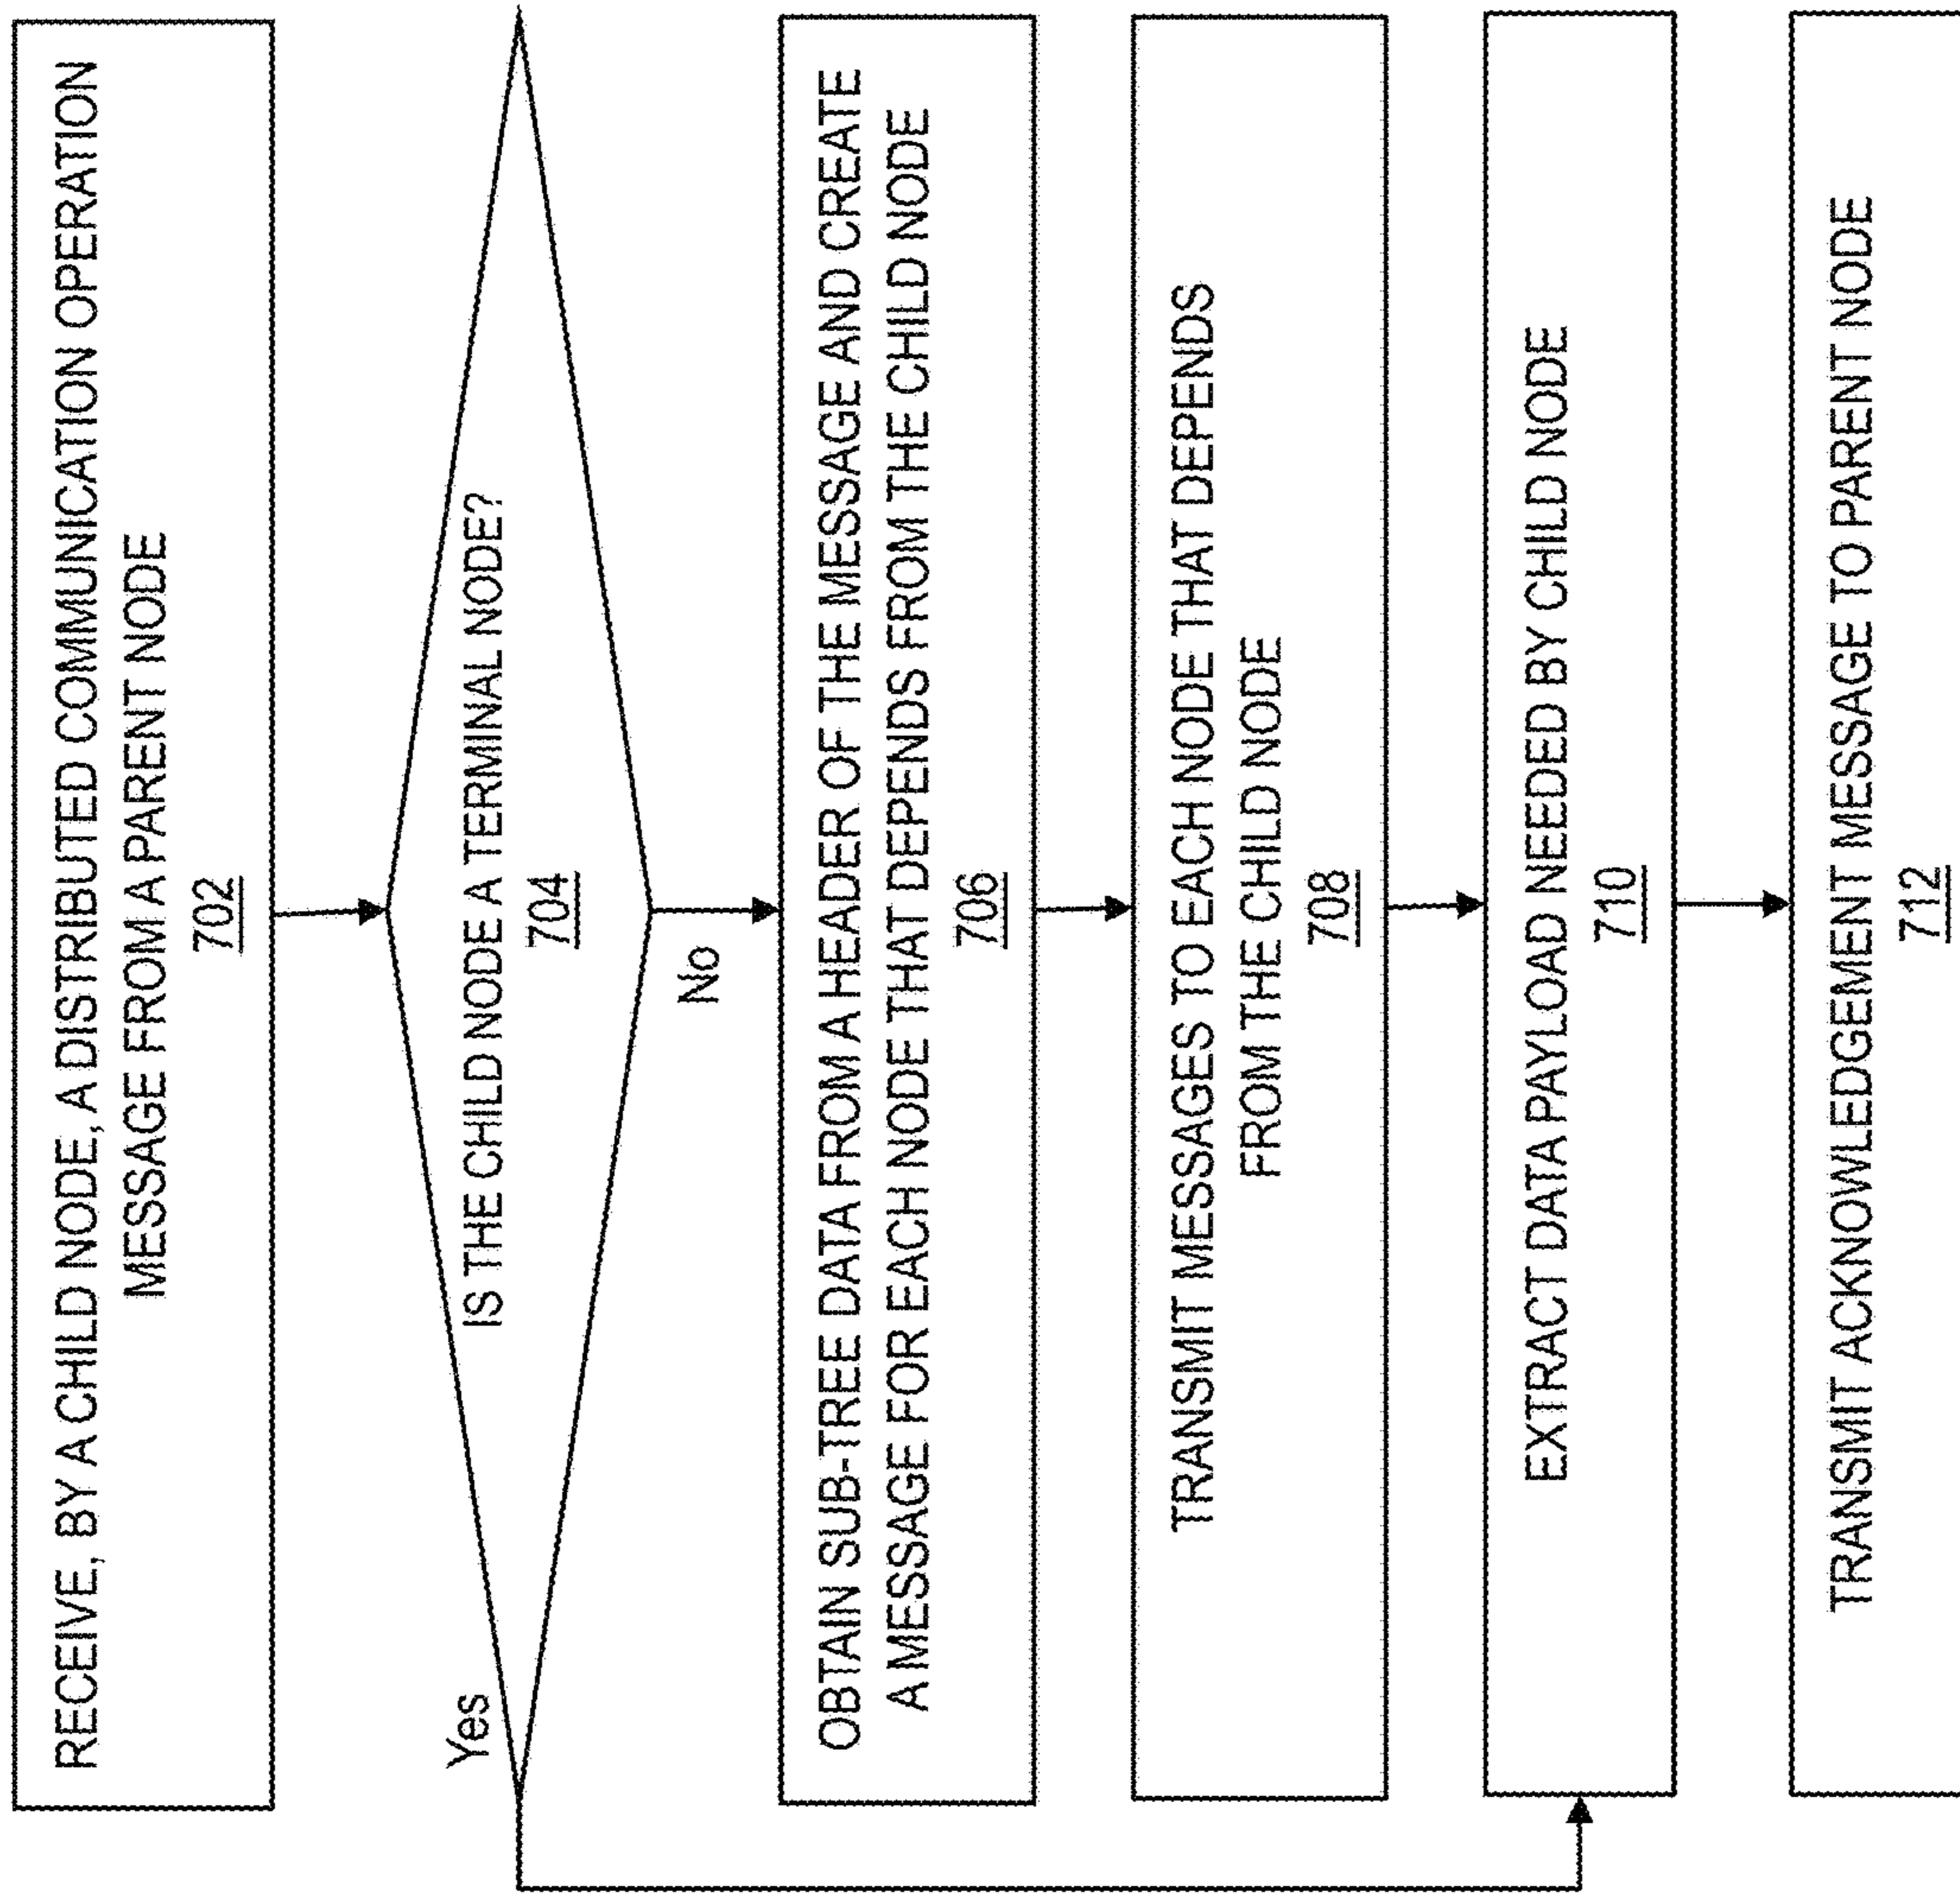 RECEIVE, BY A CHILD NODE, A DISTRIBUTED COMMUNICATION OPERATION
MESSAGE FROM A PARENT NODE
702
IS THE CHILD NODE A TERMINAL NODE?
704
Yes
No
OBTAIN SUB-TREE DATA FROM A HEADER OF THE MESSAGE AND CREATE
A MESSAGE FOR EACH NODE THAT DEPENDS FROM THE CHILD NODE
706
TRANSMIT MESSAGES TO EACH NODE THAT DEPENDS
FROM THE CHILD NODE
708
EXTRACT DATA PAYLOAD NEEDED BY CHILD NODE
710
TRANSMIT ACKNOWLEDGEMENT MESSAGE TO PARENT NODE
712